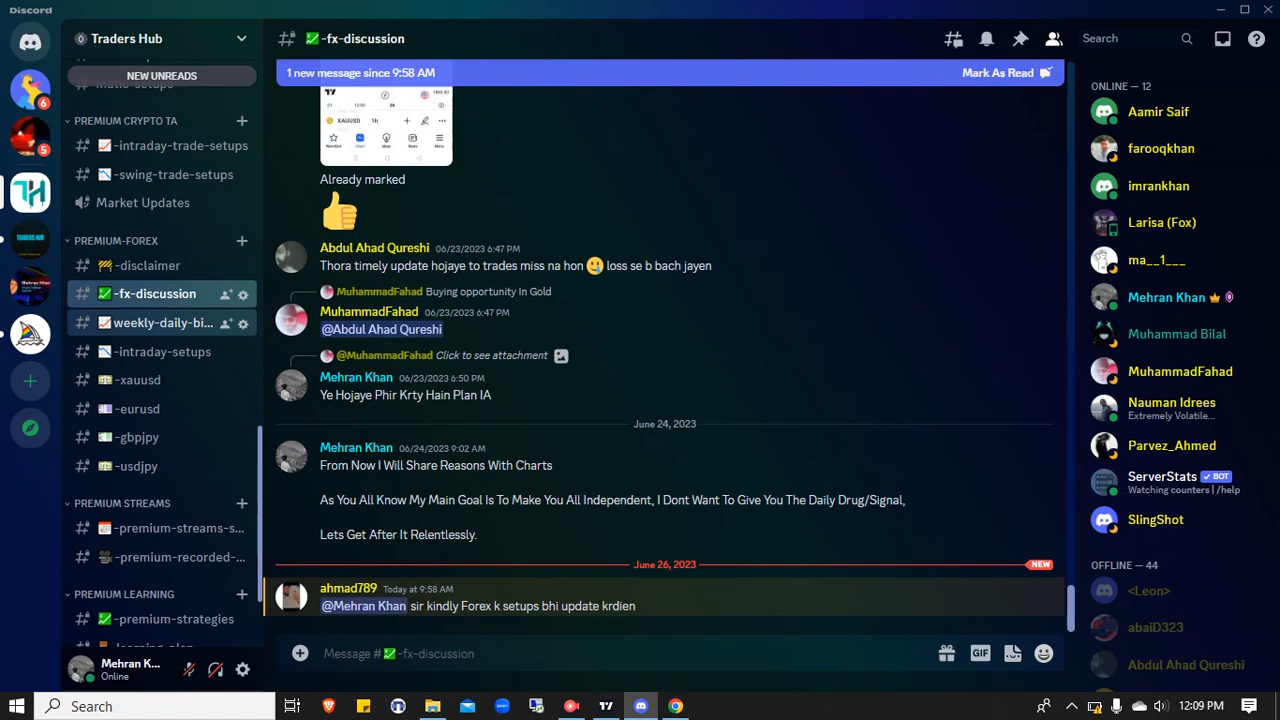 Discord
Traders Hub
-fx-discussion
Search
NEW UNREADS
1 new message since 9:58 AM
Mark As Read
6
5
PREMIUM CRYPTO TA
-intraday-trade-setups
-swing-trade-setups
Market Updates
PREMIUM-FOREX
-disclaimer
-fx-discussion
weekly-daily-bi...
-intraday-setups
-xauusd
-eurusd
-gbpjpy
-usdjpy
PREMIUM STREAMS
-premium-streams-s...
-premium-recorded-...
PREMIUM LEARNING
-premium-strategies
Mehran K...
Online
XAUUSD 1h
Already marked
Abdul Ahad Qureshi 06/23/2023 6:47 PM
Thora timely update hojaye to trades miss na hon loss se b bach jayen
MuhammadFahad Buying opportunity In Gold
MuhammadFahad 06/23/2023 6:47 PM
@Abdul Ahad Qureshi
@MuhammadFahad Click to see attachment
Mehran Khan 06/23/2023 6:50 PM
Ye Hojaye Phir Krty Hain Plan IA
June 24, 2023
Mehran Khan 06/24/2023 9:02 AM
From Now I Will Share Reasons With Charts
As You All Know My Main Goal Is To Make You All Independent, I Dont Want To Give You The Daily Drug/Signal,
Lets Get After It Relentlessly.
June 26, 2023
NEW
ahmad789 Today at 9:58 AM
@Mehran Khan sir kindly Forex k setups bhi update krdien
Message # -fx-discussion
GIF
ONLINE — 12
Aamir Saif
farooqkhan
imrankhan
Larisa (Fox)
ma__1___
Mehran Khan
Muhammad Bilal
MuhammadFahad
Nauman Idrees
Extremely Volatile...
Parvez_Ahmed
ServerStats BOT
Watching counters | /help
SlingShot
OFFLINE — 44
<Leon>
abaiD323
Abdul Ahad Qureshi
Search
12:09 PM